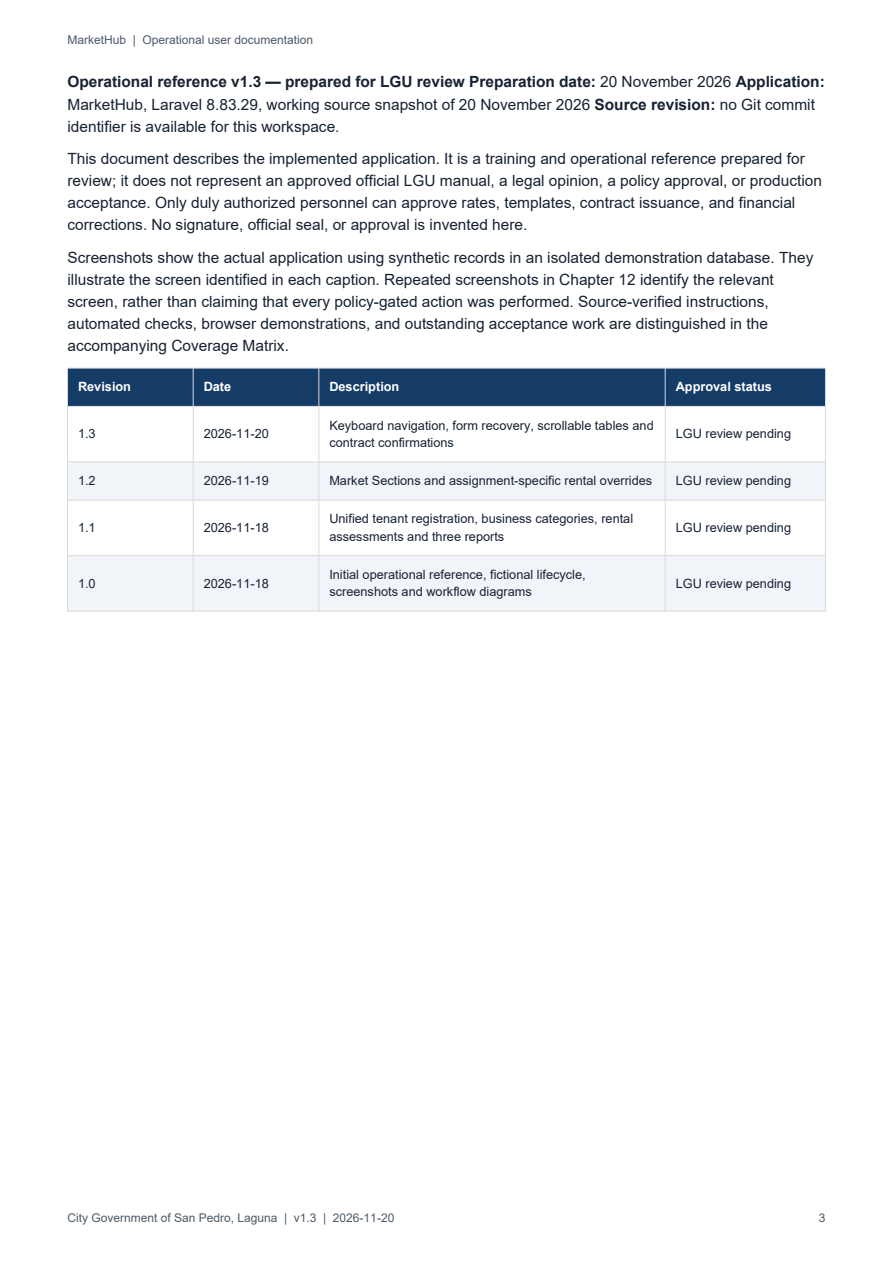 MarketHub | Operational user documentation
Operational reference v1.3 — prepared for LGU review Preparation date: 20 November 2026 Application:
MarketHub, Laravel 8.83.29, working source snapshot of 20 November 2026 Source revision: no Git commit
identifier is available for this workspace.
This document describes the implemented application. It is a training and operational reference prepared for
review; it does not represent an approved official LGU manual, a legal opinion, a policy approval, or production
acceptance. Only duly authorized personnel can approve rates, templates, contract issuance, and financial
corrections. No signature, official seal, or approval is invented here.
Screenshots show the actual application using synthetic records in an isolated demonstration database. They
illustrate the screen identified in each caption. Repeated screenshots in Chapter 12 identify the relevant
screen, rather than claiming that every policy-gated action was performed. Source-verified instructions,
automated checks, browser demonstrations, and outstanding acceptance work are distinguished in the
accompanying Coverage Matrix.
Revision Date Description Approval status
1.3 2026-11-20 Keyboard navigation, form recovery, scrollable tables and
contract confirmations LGU review pending
1.2 2026-11-19 Market Sections and assignment-specific rental overrides LGU review pending
1.1 2026-11-18 Unified tenant registration, business categories, rental
assessments and three reports LGU review pending
1.0 2026-11-18 Initial operational reference, fictional lifecycle,
screenshots and workflow diagrams LGU review pending
City Government of San Pedro, Laguna | v1.3 | 2026-11-20 3